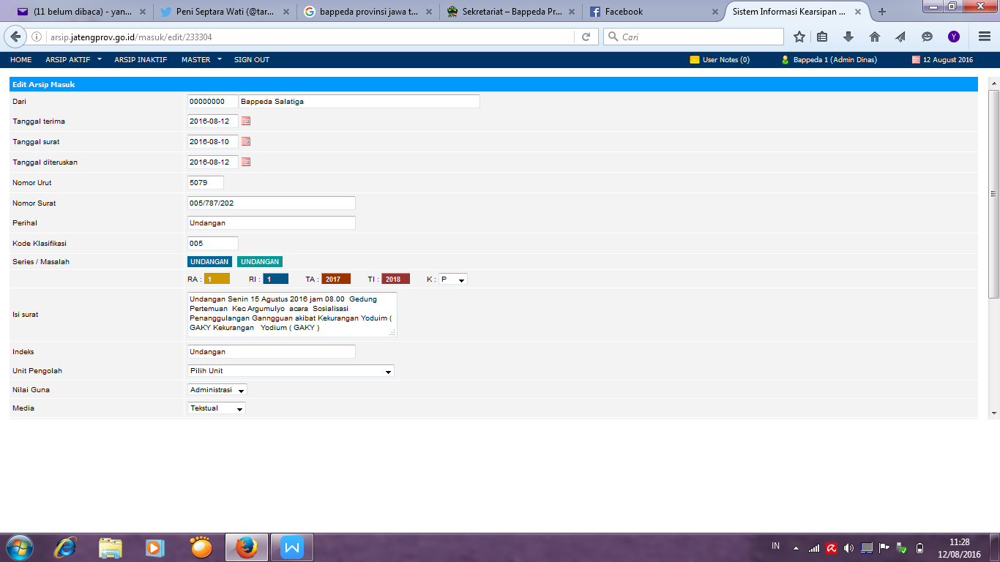 (11 belum dibaca) - yan...
Peni Septara Wati (@tar...
bappeda provinsi jawa t...
Sekretariat – Bappeda Pr...
Facebook
Sistem Informasi Kearsipan ...
arsip.jatengprov.go.id/masuk/edit/233304
Cari
Y
HOME ARSIP AKTIF ARSIP INAKTIF MASTER SIGN OUT User Notes (0) Bappeda 1 (Admin Dinas) 12 August 2016
Edit Arsip Masuk
Dari 00000000 Bappeda Salatiga
Tanggal terima 2016-08-12
Tanggal surat 2016-08-10
Tanggal diteruskan 2016-08-12
Nomor Urut 5079
Nomor Surat 005/787/202
Perihal Undangan
Kode Klasifikasi 005
Series / Masalah UNDANGAN UNDANGAN
RA : 1 RI : 1 TA : 2017 TI : 2018 K : P
Isi surat
Undangan Senin 15 Agustus 2016 jam 08.00 Gedung
Pertemuan Kec Argumulyo acara Sosialisasi
Penanggulangan Ganngguan akibat Kekurangan Yoduim (
GAKY Kekurangan Yodium ( GAKY )
Indeks Undangan
Unit Pengolah Pilih Unit
Nilai Guna Administrasi
Media Tekstual
IN
11:28
12/08/2016